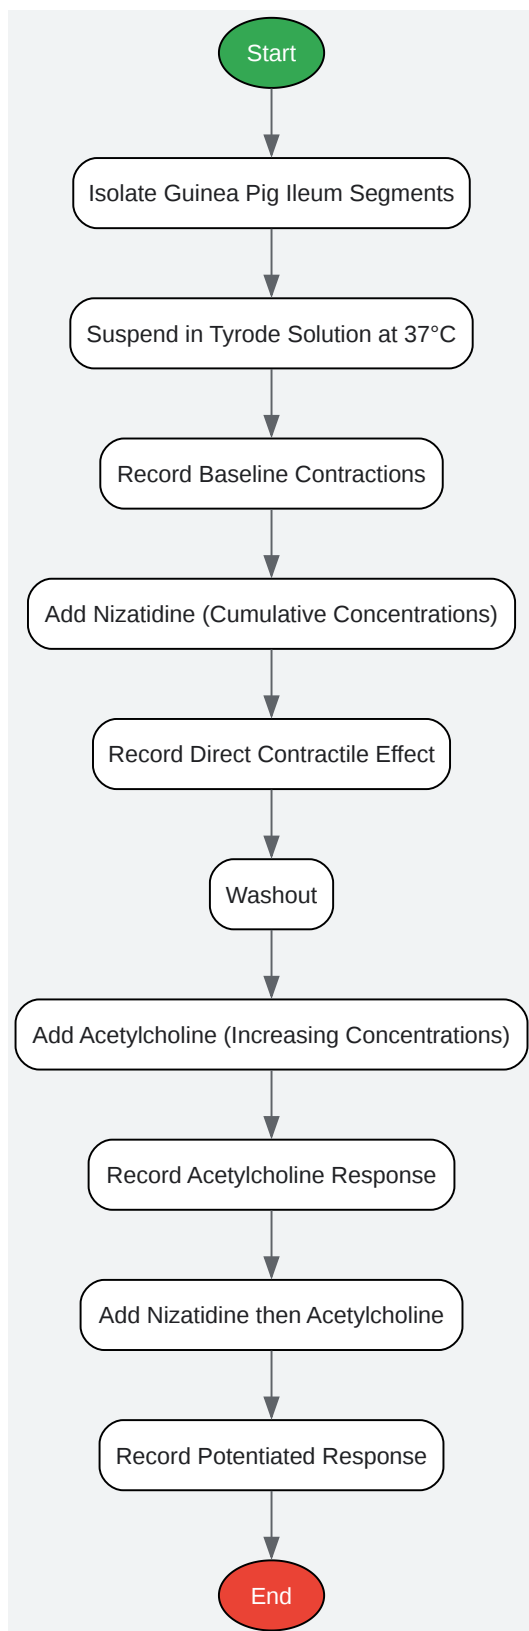 Start
Isolate Guinea Pig Ileum Segments
Suspend in Tyrode Solution at 37°C
Record Baseline Contractions
Add Nizatidine (Cumulative Concentrations)
Record Direct Contractile Effect
Washout
Add Acetylcholine (Increasing Concentrations)
Record Acetylcholine Response
Add Nizatidine then Acetylcholine
Record Potentiated Response
End